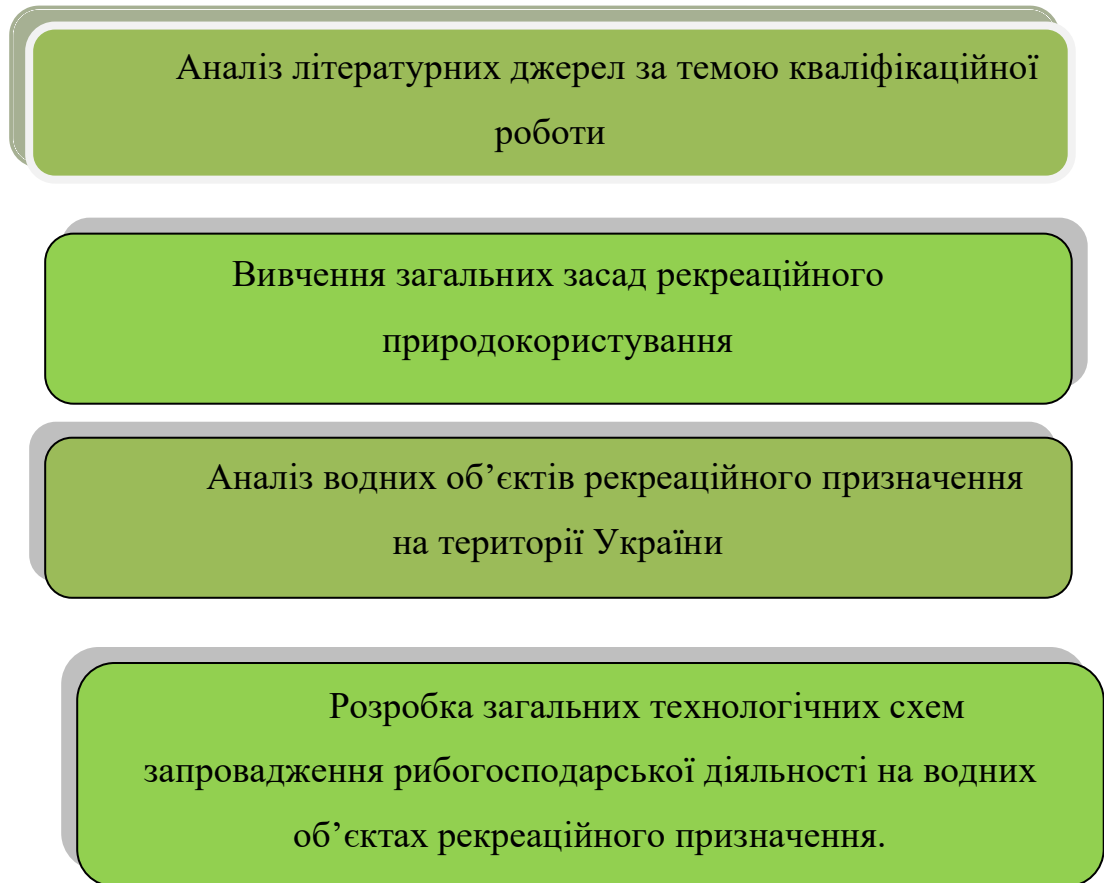 Аналіз літературних джерел за темою кваліфікаційної
роботи
Вивчення загальних засад рекреаційного
природокористування
Аналіз водних об’єктів рекреаційного призначення
на території України
Розробка загальних технологічних схем
запровадження рибогосподарської діяльності на водних
об’єктах рекреаційного призначення.